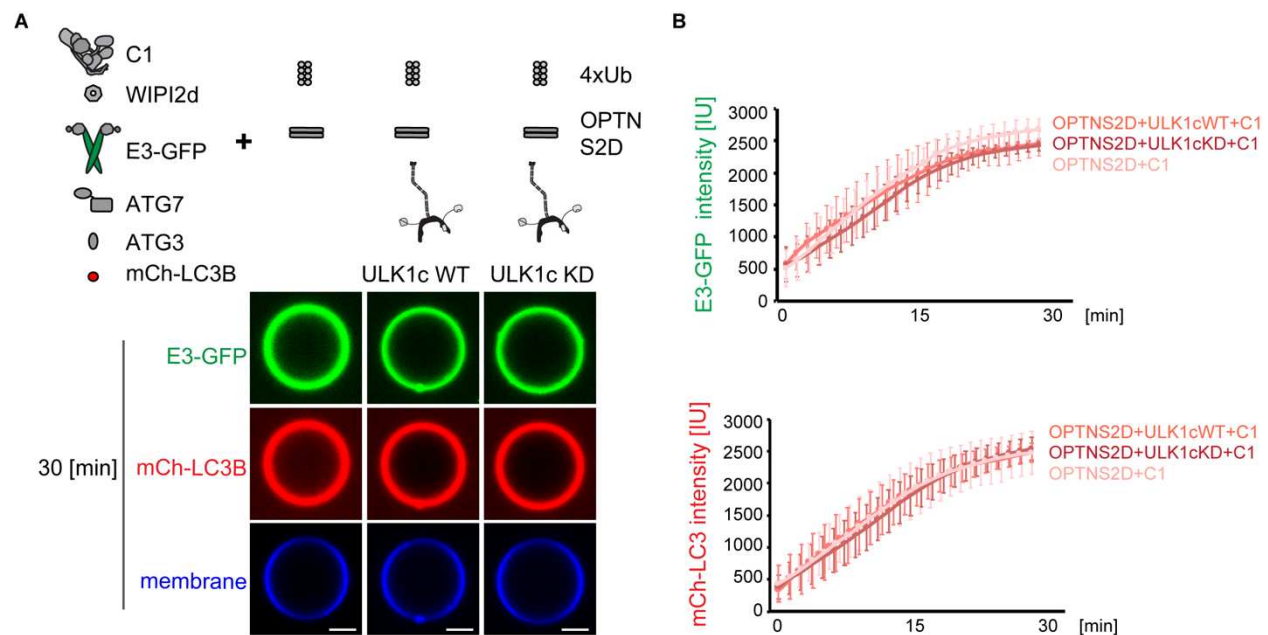 A
C1
WIPI2d
E3-GFP
ATG7
ATG3
mCh-LC3B
+
4xUb
OPTN
S2D
ULK1c WT
ULK1c KD
30 [min]
E3-GFP
mCh-LC3B
membrane
B
E3-GFP intensity [IU]
3000
2500
2000
1500
1000
500
0
0
15
30
[min]
OPTNS2D+ULK1cWT+C1
OPTNS2D+ULK1cKD+C1
OPTNS2D+C1
mCh-LC3 intensity [IU]
3000
2500
2000
1500
1000
500
0
0
15
30
[min]
OPTNS2D+ULK1cWT+C1
OPTNS2D+ULK1cKD+C1
OPTNS2D+C1